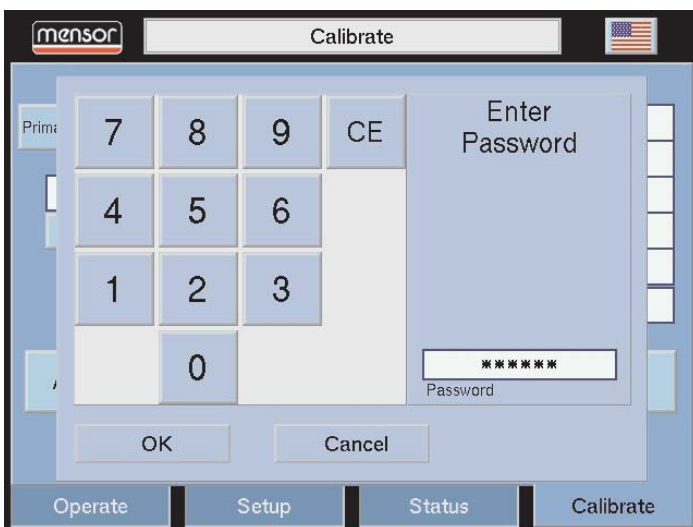 mensor
Calibrate
Prima
7 8 9 CE
4 5 6
1 2 3
0
Enter
Password
******
Password
OK Cancel
Operate Setup Status Calibrate